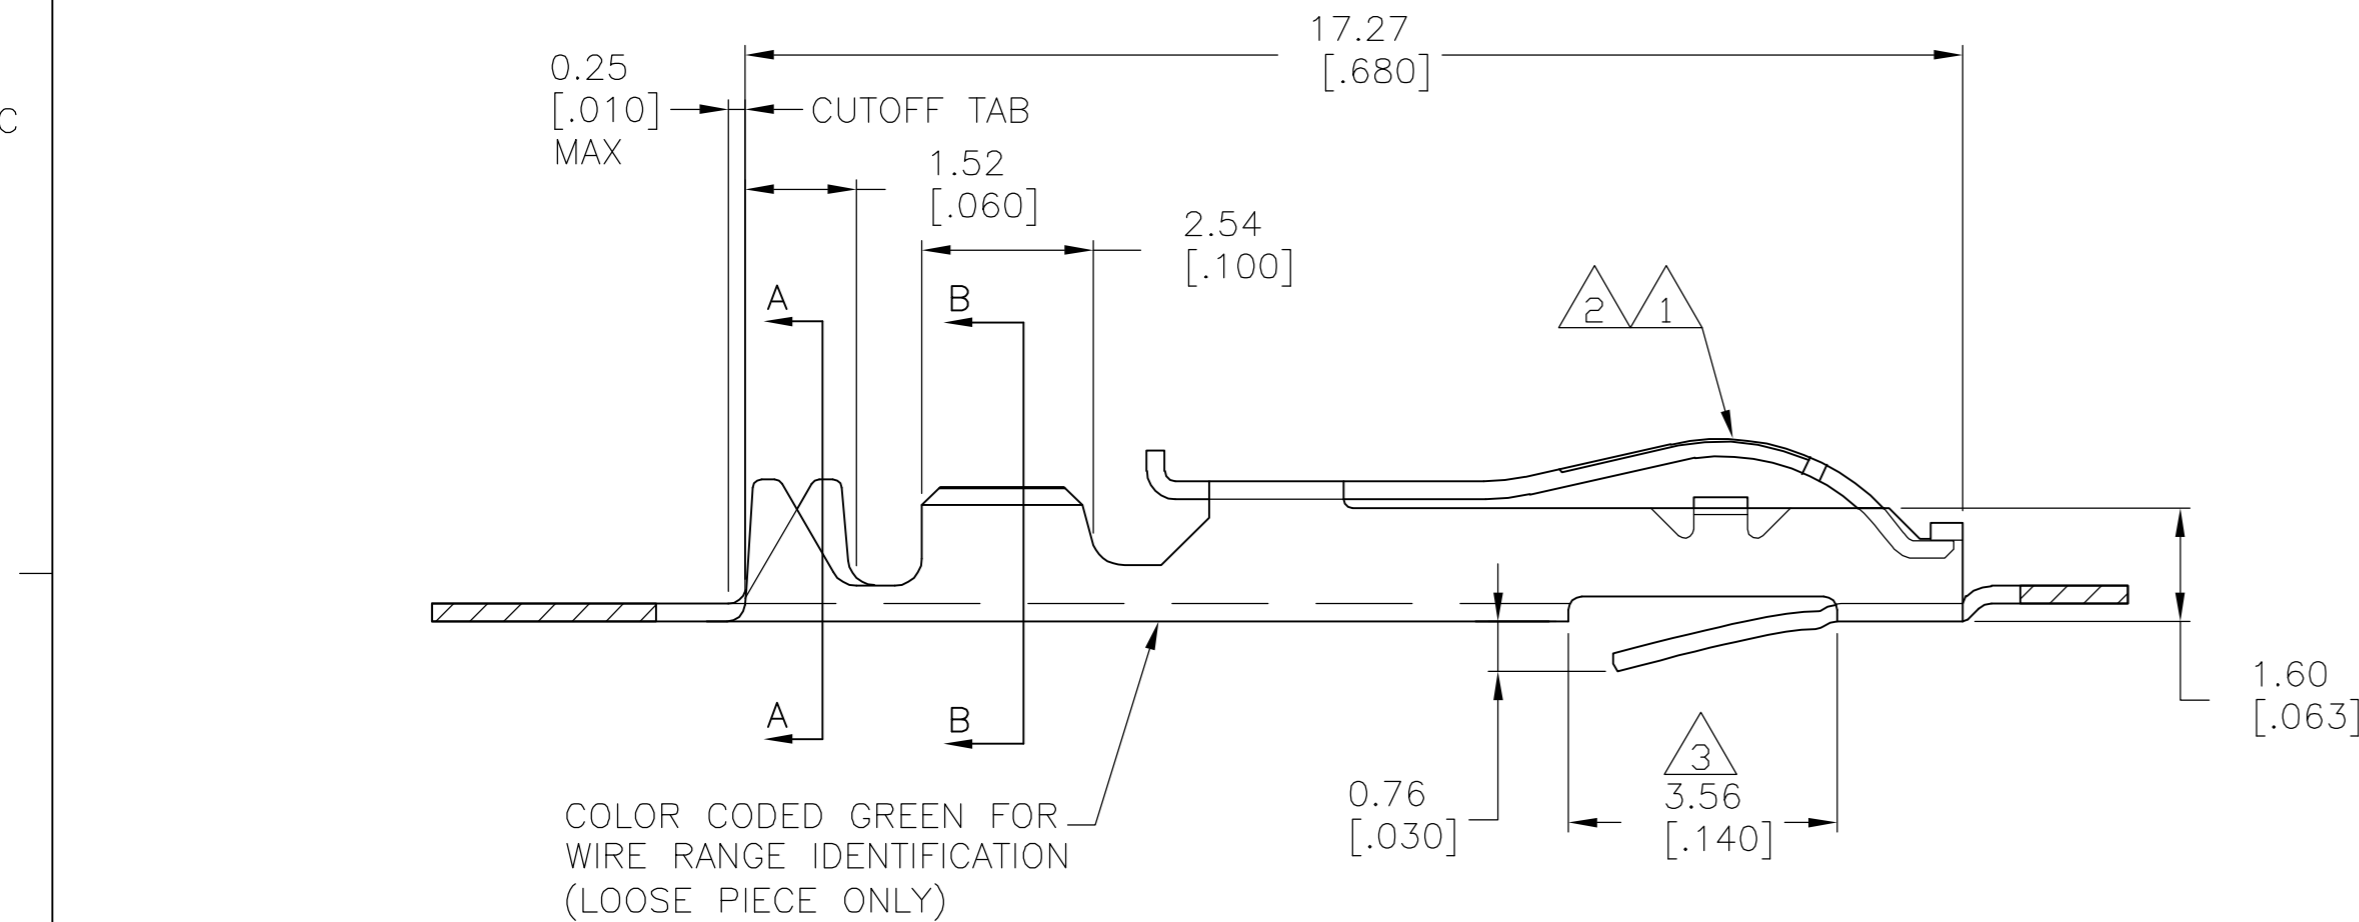 17.27
[.680]
0.25
[.010]
MAX
CUTOFF TAB
C
1.52
[.060]
2.54
[.100]
A
B
2
1
A
B
1.60
[.063]
3
3.56
[.140]
0.76
[.030]
COLOR CODED GREEN FOR
WIRE RANGE IDENTIFICATION
(LOOSE PIECE ONLY)